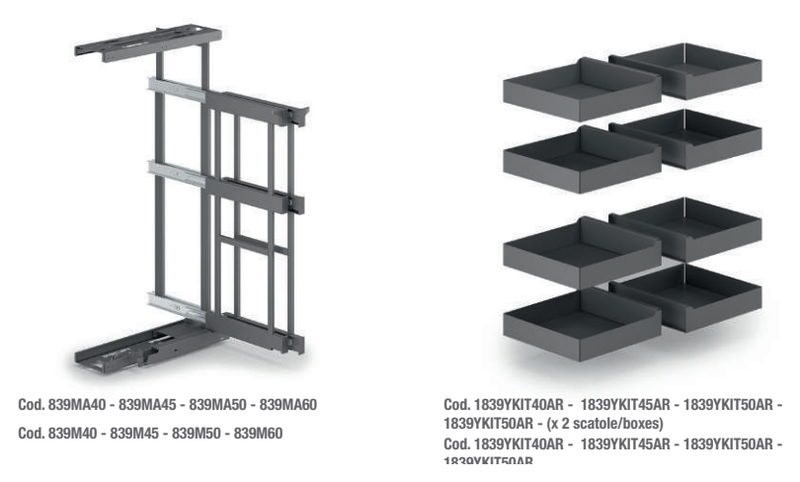 Cod. 839MA40 - 839MA45 - 839MA50 - 839MA60
Cod. 839M40 - 839M45 - 839M50 - 839M60
Cod. 1839YKIT40AR - 1839YKIT45AR - 1839YKIT50AR -
1839YKIT50AR - (x 2 scatole/boxes)
Cod. 1839YKIT40AR - 1839YKIT45AR - 1839YKIT50AR -
1839YKIT50AR